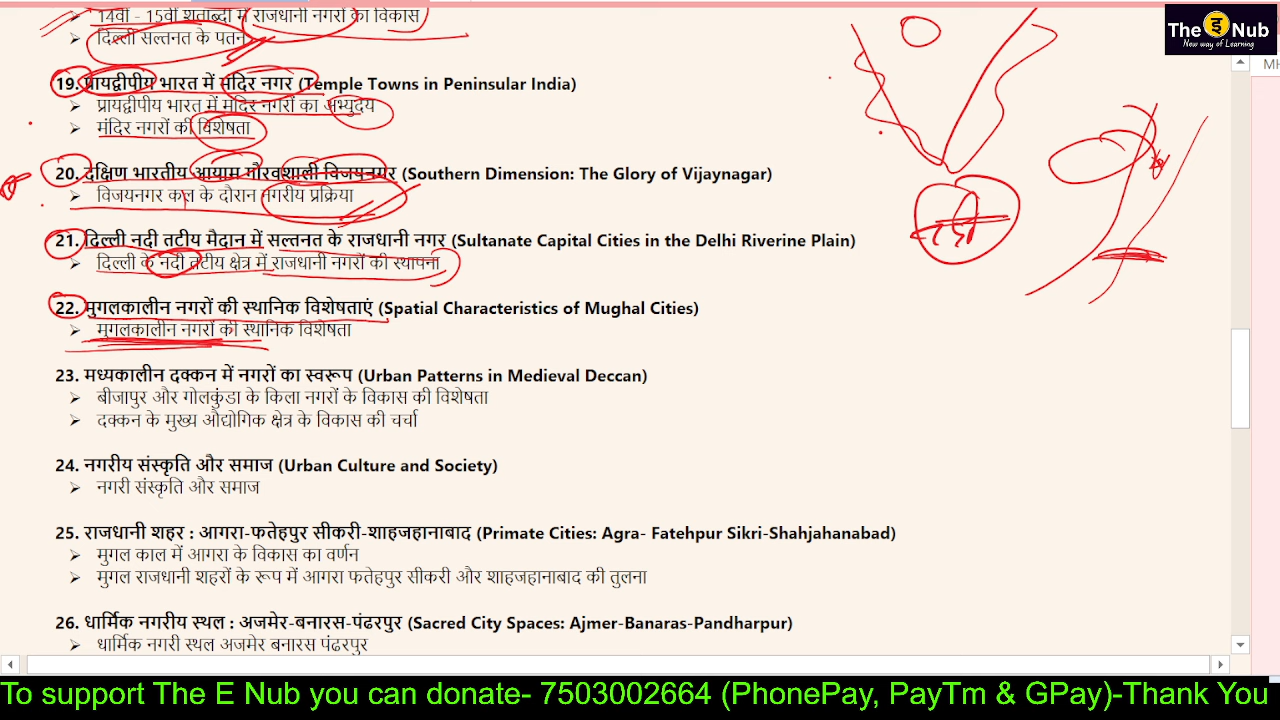 14वीं - 15वीं शताब्दी में राजधानी नगरों का विकास
दिल्ली सल्तनत के पतन
19. प्रायद्वीपीय भारत में मंदिर नगर (Temple Towns in Peninsular India)
प्रायद्वीपीय भारत में मंदिर नगरों का अभ्युदय
मंदिर नगरों की विशेषता
20. दक्षिण भारतीय आयाम गौरवशाली विजयनगर (Southern Dimension: The Glory of Vijaynagar)
विजयनगर काल के दौरान नगरीय प्रक्रिया
21. दिल्ली नदी तटीय मैदान में सल्तनत के राजधानी नगर (Sultanate Capital Cities in the Delhi Riverine Plain)
दिल्ली के नदी तटीय क्षेत्र में राजधानी नगरों की स्थापना
22. मुगलकालीन नगरों की स्थानिक विशेषताएं (Spatial Characteristics of Mughal Cities)
मुगलकालीन नगरों की स्थानिक विशेषता
23. मध्यकालीन दक्कन में नगरों का स्वरूप (Urban Patterns in Medieval Deccan)
बीजापुर और गोलकुंडा के किला नगरों के विकास की विशेषता
दक्कन के मुख्य औद्योगिक क्षेत्र के विकास की चर्चा
24. नगरीय संस्कृति और समाज (Urban Culture and Society)
नगरी संस्कृति और समाज
25. राजधानी शहर : आगरा-फतेहपुर सीकरी-शाहजहानाबाद (Primate Cities: Agra- Fatehpur Sikri-Shahjahanabad)
मुगल काल में आगरा के विकास का वर्णन
मुगल राजधानी शहरों के रूप में आगरा फतेहपुर सीकरी और शाहजहानाबाद की तुलना
26. धार्मिक नगरीय स्थल : अजमेर-बनारस-पंढरपुर (Sacred City Spaces: Ajmer-Banaras-Pandharpur)
धार्मिक नगरी स्थल अजमेर बनारस पंढरपुर
The इ Nub
New way of Learning
MH
To support The E Nub you can donate- 7503002664 (PhonePay, PayTm & GPay)-Thank You